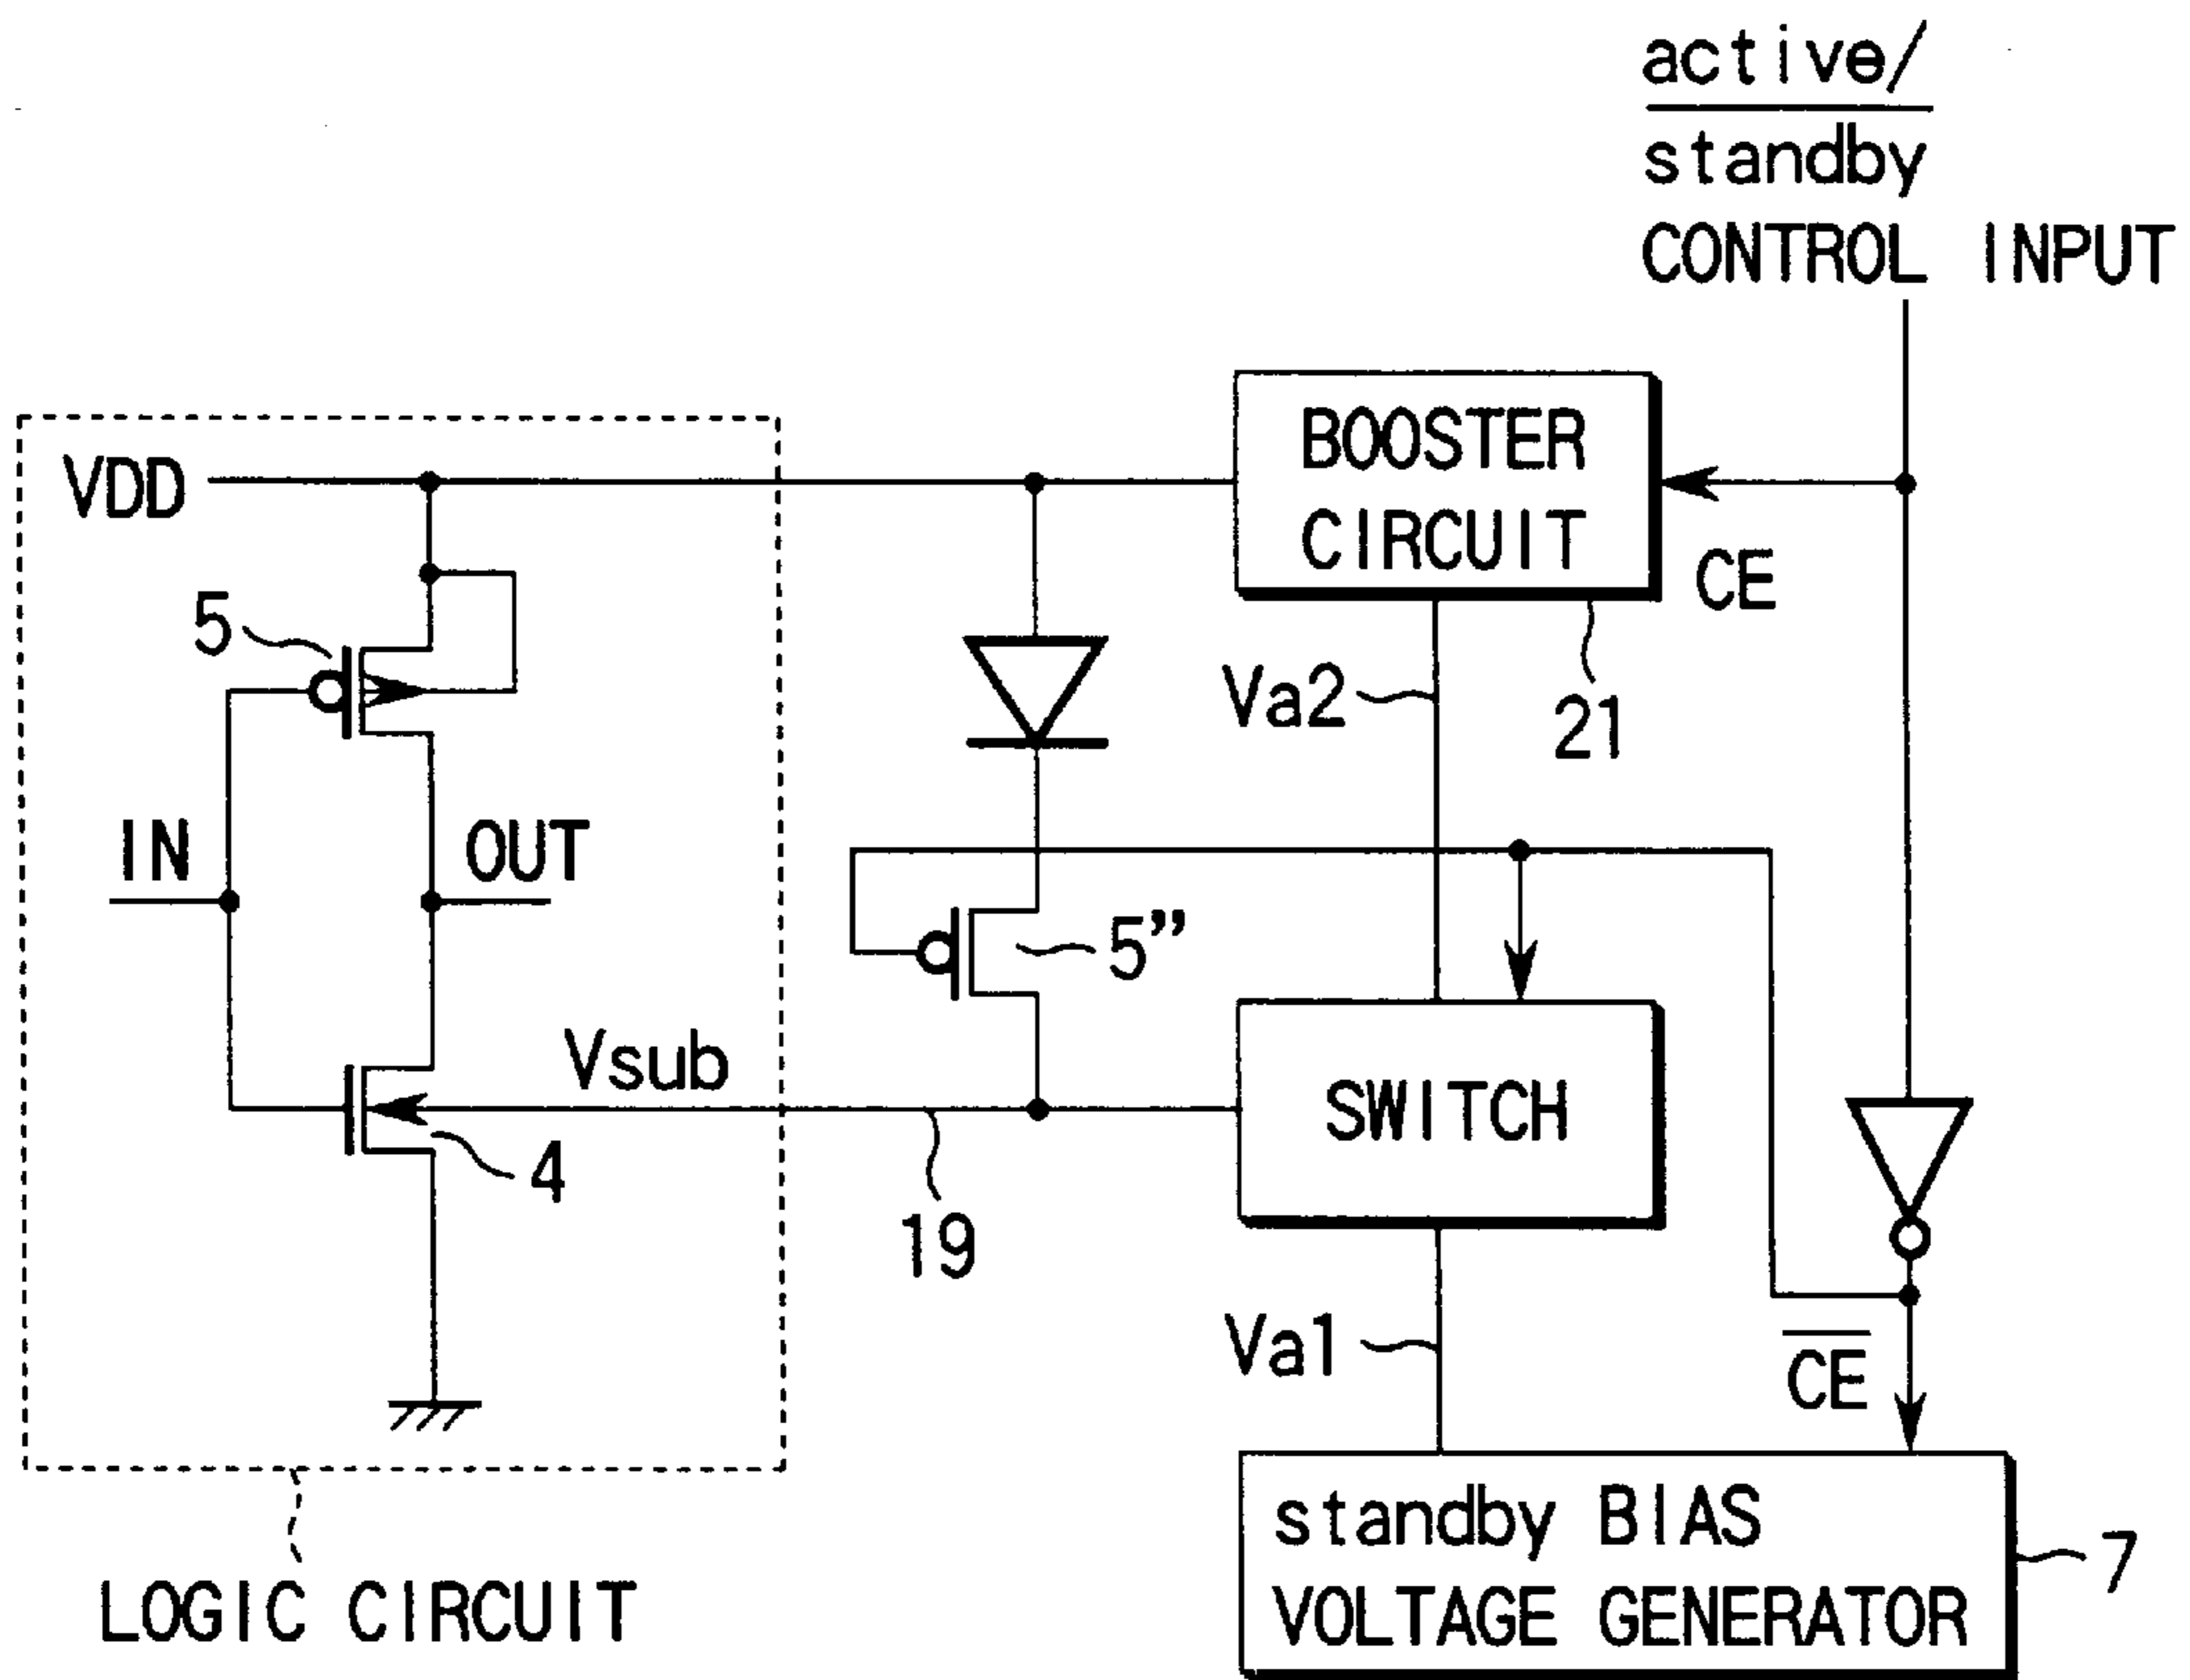 active/
standby
CONTROL INPUT
BOOSTER
CIRCUIT
VDD
CE
5
Va2
21
IN
OUT
5”
Vsub
SWITCH
4
19
Va1
CE
standby BIAS
VOLTAGE GENERATOR
7
LOGIC CIRCUIT